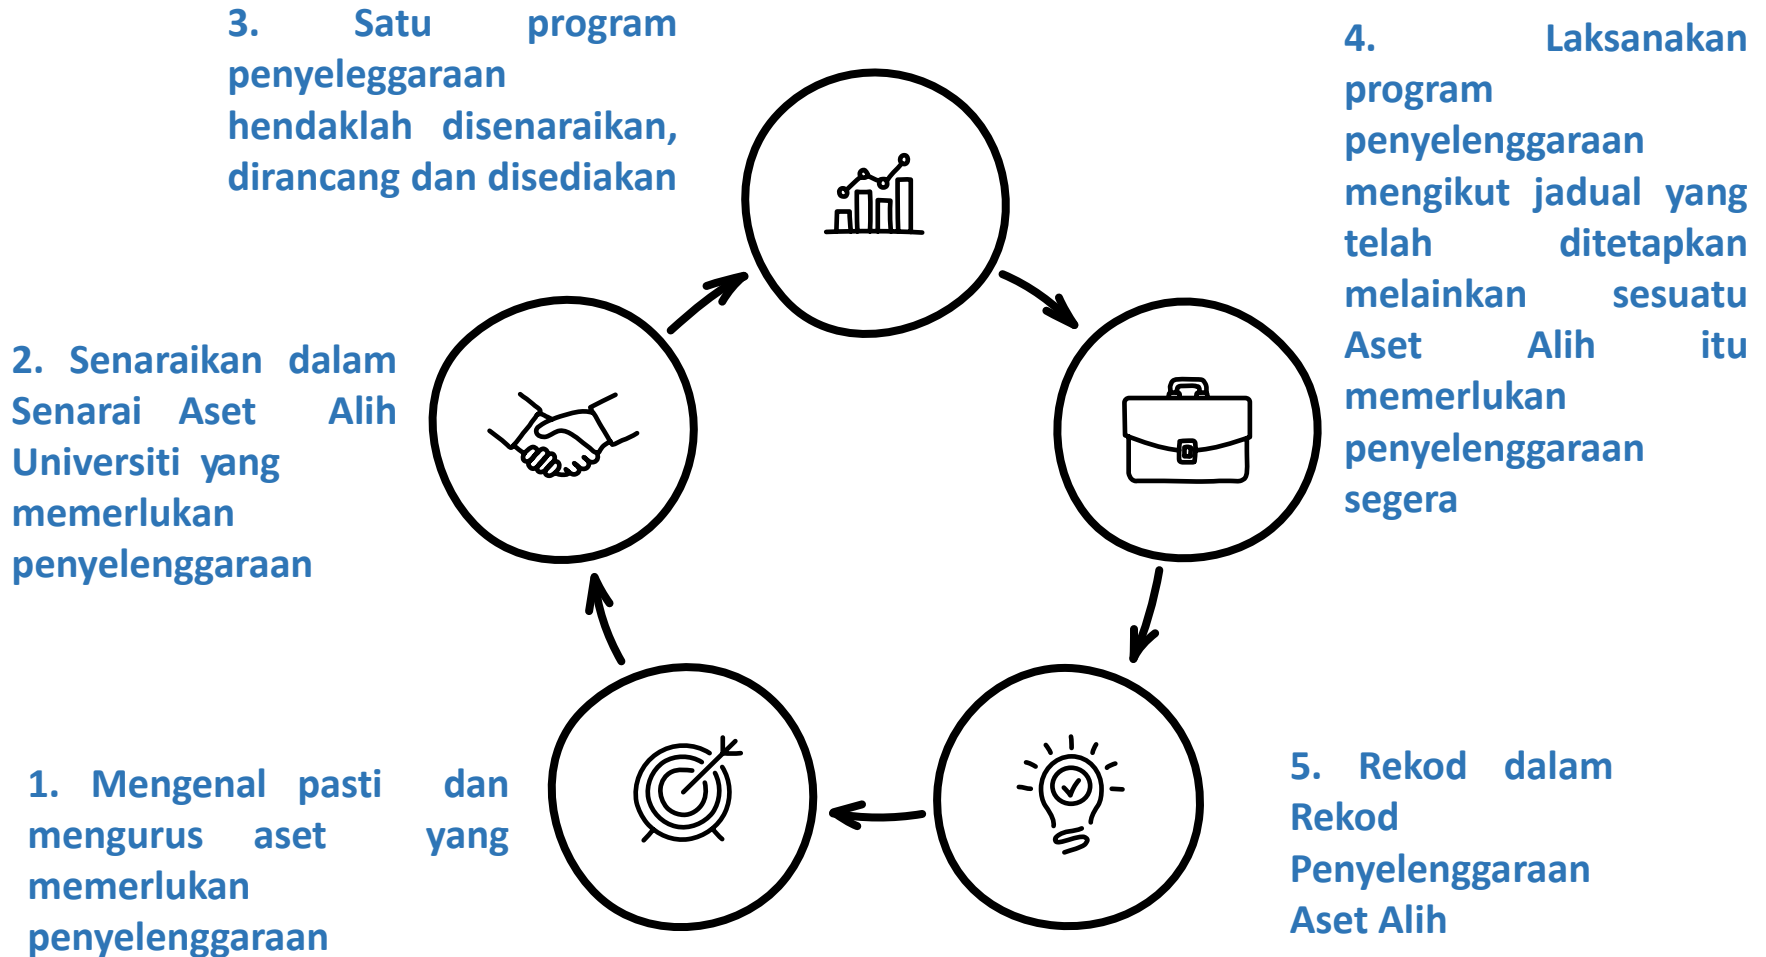 3. Satu program
penyeleggaraan
hendaklah disenaraikan,
dirancang dan disediakan
4. Laksanakan
program
penyelenggaraan
mengikut jadual yang
telah ditetapkan
melainkan sesuatu
Aset Alih itu
memerlukan
penyelenggaraan
segera
2. Senaraikan dalam
Senarai Aset Alih
Universiti yang
memerlukan
penyelenggaraan
1. Mengenal pasti dan
mengurus aset yang
memerlukan
penyelenggaraan
5. Rekod dalam
Rekod
Penyelenggaraan
Aset Alih